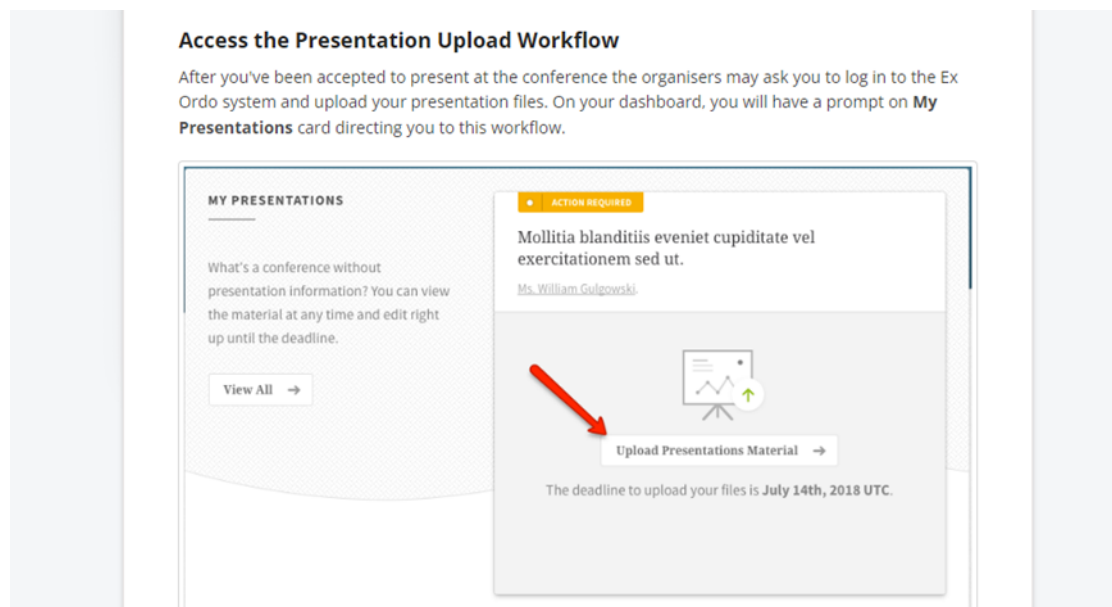 Access the Presentation Upload Workflow
After you've been accepted to present at the conference the organisers may ask you to log in to the Ex
Ordo system and upload your presentation files. On your dashboard, you will have a prompt on My
Presentations card directing you to this workflow.
MY PRESENTATIONS
What's a conference without
presentation information? You can view
the material at any time and edit right
up until the deadline.
View All →
ACTION REQUIRED
Mollitia blanditiis eveniet cupiditate vel
exercitationem sed ut.
Ms. William Gulgowski.
Upload Presentations Material →
The deadline to upload your files is July 14th, 2018 UTC.